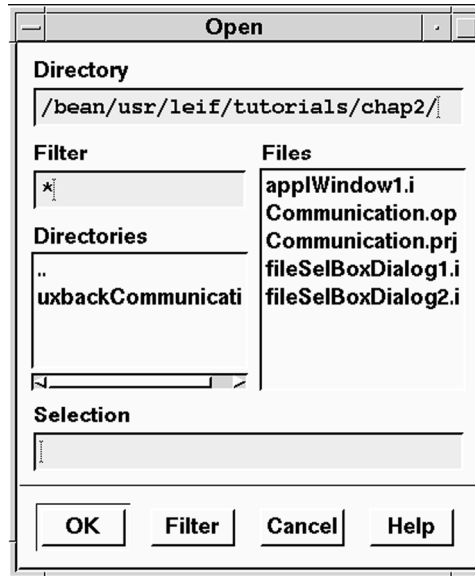 Open
Directory
/bean/usr/leif/tutorials/chap2/
Filter
*
Files
applWindow1.i
Communication.op
Communication.prj
fileSelBoxDialog1.i
fileSelBoxDialog2.i
Directories
..
uxbackCommunicati
Selection
OK Filter Cancel Help